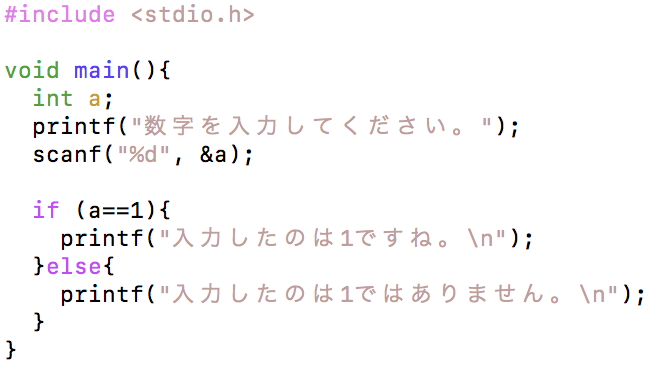 #include <stdio.h>

void main(){
  int a;
  printf("数字を入力してください。");
  scanf("%d", &a);

  if (a==1){
    printf("入力したのは1ですね。\n");
  }else{
    printf("入力したのは1ではありません。\n");
  }
}